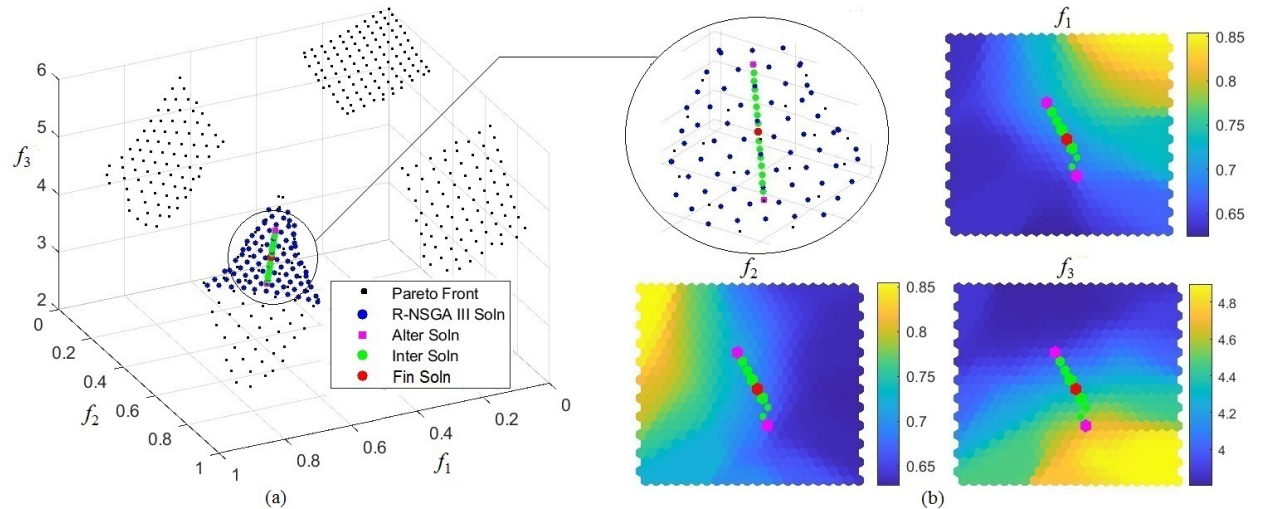 6
5
4
3
2
f3
0
0.2
0.4
0.6
0.8
1
f2
1
0.8
0.6
0.4
0.2
0
f1
Pareto Front
R-NSGA III Soln
Alter Soln
Inter Soln
Fin Soln
(a)
f1
0.85
0.8
0.75
0.7
0.65
f2
0.85
0.8
0.75
0.7
0.65
f3
4.8
4.6
4.4
4.2
4
(b)